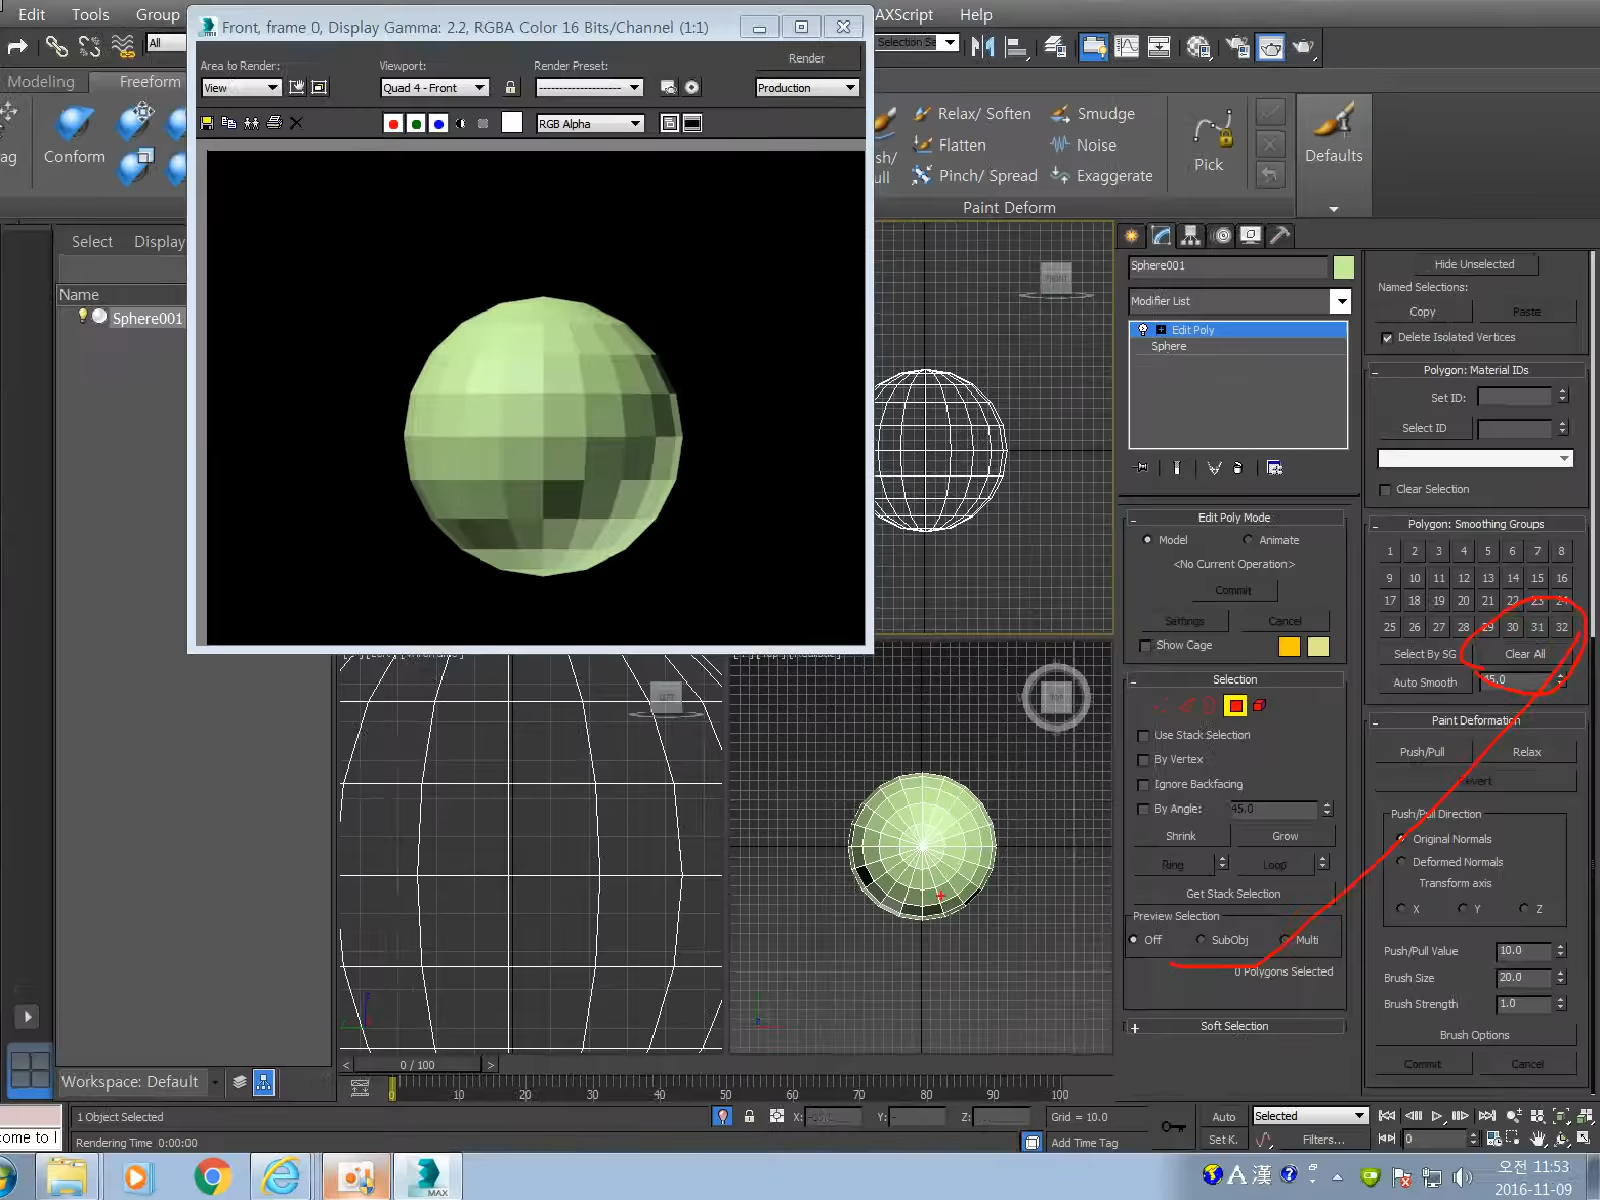 Edit Tools Group
AXScript Help
Front, frame 0, Display Gamma: 2.2, RGBA Color 16 Bits/Channel (1:1)
All
Selection Se
Area to Render:
Viewport:
Render Preset:
Render
View
Quad 4 - Front
Production
RGB Alpha
Modeling Freeform
Conform
Relax/ Soften
Smudge
Flatten
Noise
Pinch/ Spread
Exaggerate
Pick
Defaults
Paint Deform
Select Display
Name
Sphere001
FRONT
LEFT
TOP
Sphere001
Modifier List
Edit Poly
Sphere
Edit Poly Mode
Model Animate
<No Current Operation>
Commit
Settings Cancel
Show Cage
Selection
Use Stack Selection
By Vertex
Ignore Backfacing
By Angle: 45.0
Shrink Grow
Ring Loop
Get Stack Selection
Preview Selection
Off SubObj Multi
0 Polygons Selected
Soft Selection
Hide Unselected
Named Selections:
Copy Paste
Delete Isolated Vertices
Polygon: Material IDs
Set ID:
Select ID
Clear Selection
Polygon: Smoothing Groups
1 2 3 4 5 6 7 8
9 10 11 12 13 14 15 16
17 18 19 20 21 22 23 24
25 26 27 28 29 30 31 32
Select By SG Clear All
Auto Smooth 45.0
Paint Deformation
Push/Pull Relax
Revert
Push/Pull Direction
Original Normals
Deformed Normals
Transform axis
X Y Z
Push/Pull Value 10.0
Brush Size 20.0
Brush Strength 1.0
Brush Options
Commit Cancel
0 / 100
Workspace: Default
0 10 20 30 40 50 60 70 80 90 100
1 Object Selected
X: Y: Z:
Grid = 10.0
Auto Selected
come to I
Rendering Time 0:00:00
Add Time Tag
Set K. Filters...
0
MAX
A 漢
오전 11:53
2016-11-09